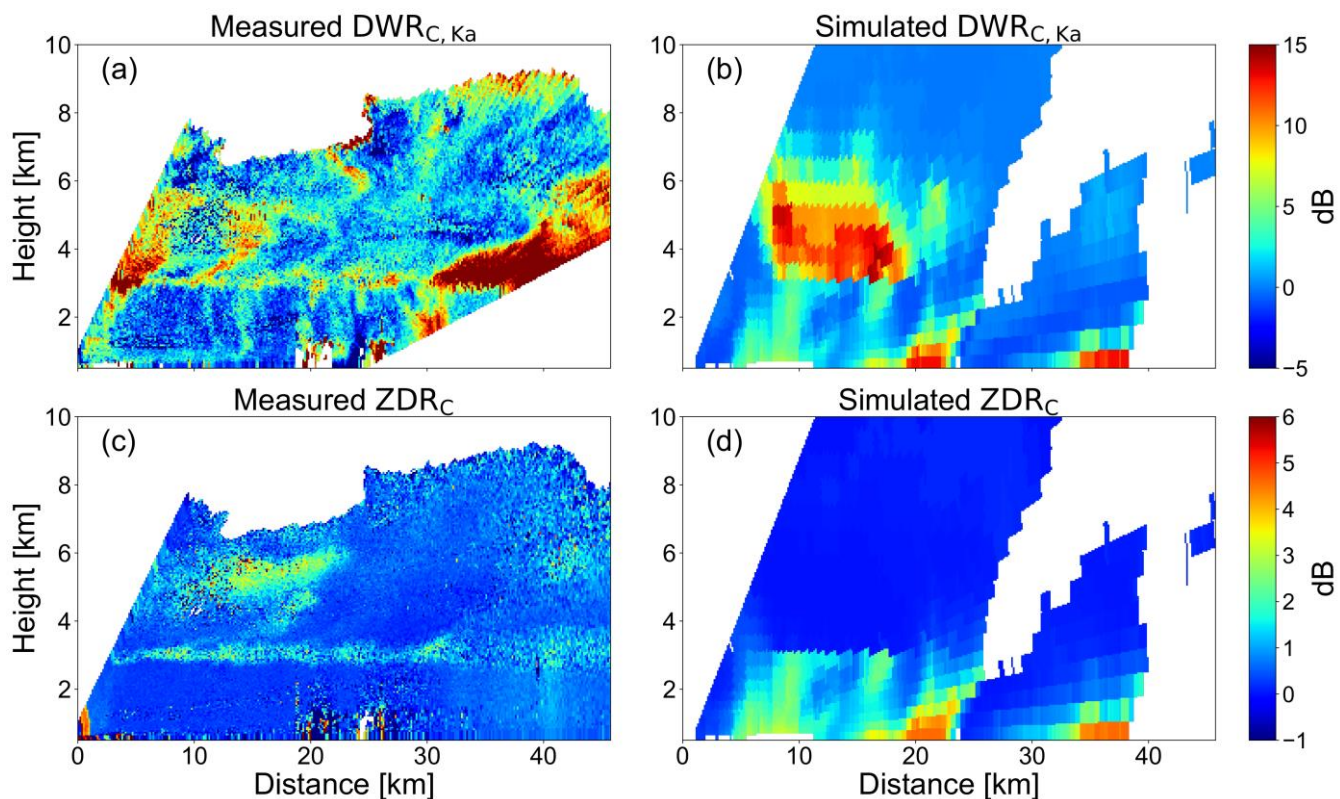 Measured DWR_C, Ka
Simulated DWR_C, Ka
(a)
(b)
Height [km]
10
8
6
4
2
10
8
6
4
2
15
10
5
0
−5
dB
Measured ZDR_C
Simulated ZDR_C
(c)
(d)
Height [km]
10
8
6
4
2
10
8
6
4
2
6
5
4
3
2
1
0
−1
dB
0 10 20 30 40
0 10 20 30 40
Distance [km]
Distance [km]